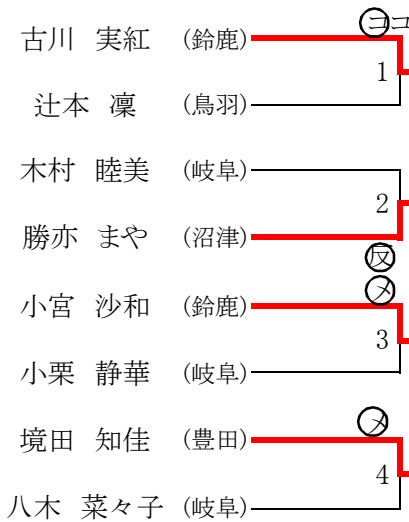 ㋙コ
古川 実紅 (鈴鹿)
1
辻本 凜 (鳥羽)
木村 睦美 (岐阜)
2
勝亦 まや (沼津)
反
メ
小宮 沙和 (鈴鹿)
3
小栗 静華 (岐阜)
メ
境田 知佳 (豊田)
4
八木 菜々子 (岐阜)